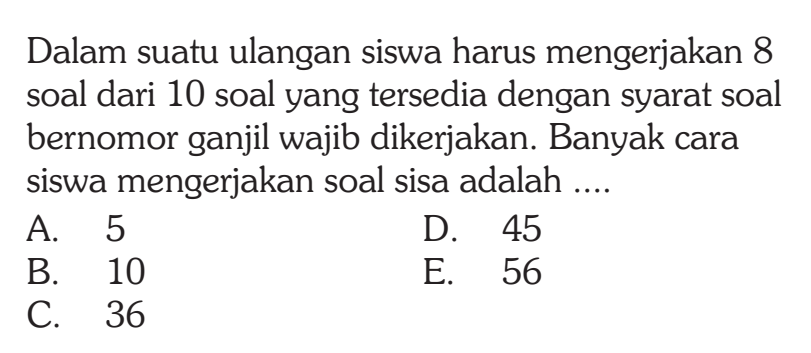 Dalam suatu ulangan siswa harus mengerjakan 8
soal dari 10 soal yang tersedia dengan syarat soal
bernomor ganjil wajib dikerjakan. Banyak cara
siswa mengerjakan soal sisa adalah ....
A. 5 D. 45
B. 10 E. 56
C. 36